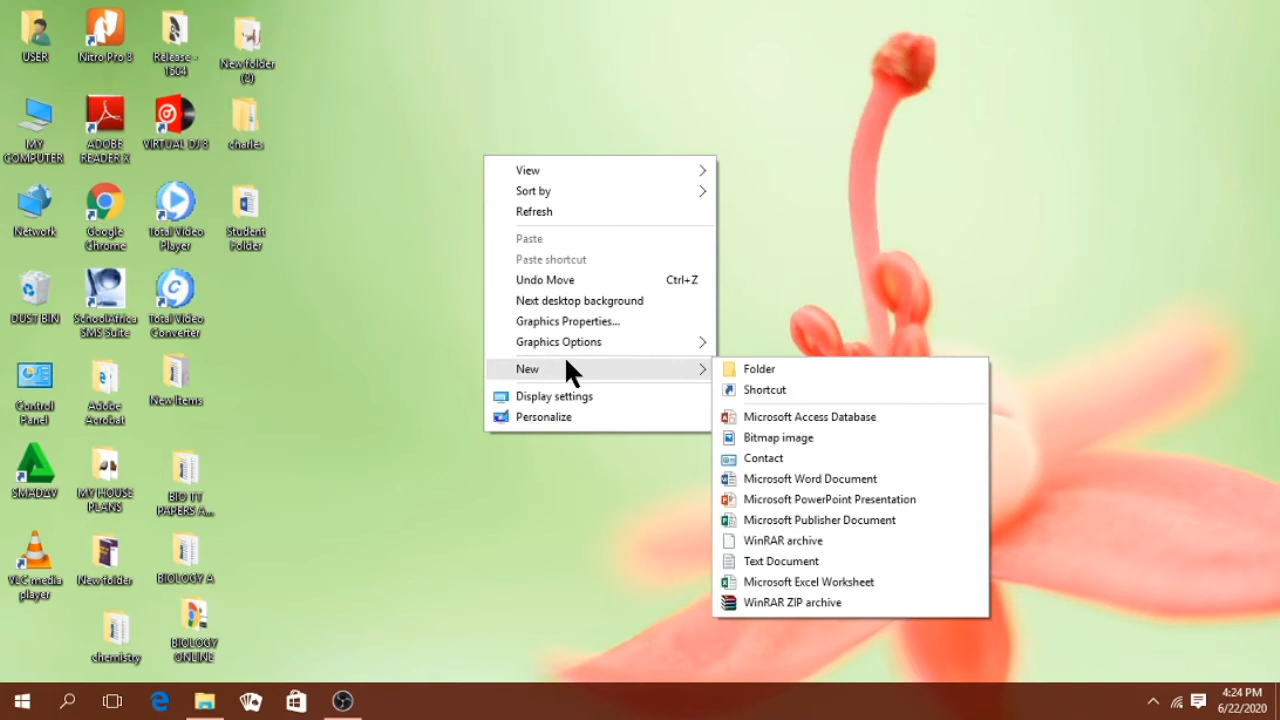 USER
Nitro Pro 8
Release -
1504
New folder
(2)
MY
COMPUTER
ADOBE
READER X
VIRTUAL DJ 8
charles
Network
Google
Chrome
Total Video
Player
Student
Folder
DUST BIN
SchoolAfrica
SMS Suite
Total Video
Converter
Control
Panel
Adobe
Acrobat
New Items
SMADAV
MY HOUSE
PLANS
BIO TT
PAPERS A...
VLC media
player
New folder
BIOLOGY A
chemistry
BIOLOGY
ONLINE
View
Sort by
Refresh
Paste
Paste shortcut
Undo Move Ctrl+Z
Next desktop background
Graphics Properties...
Graphics Options
New
Display settings
Personalize
Folder
Shortcut
Microsoft Access Database
Bitmap image
Contact
Microsoft Word Document
Microsoft PowerPoint Presentation
Microsoft Publisher Document
WinRAR archive
Text Document
Microsoft Excel Worksheet
WinRAR ZIP archive
4:24 PM
6/22/2020